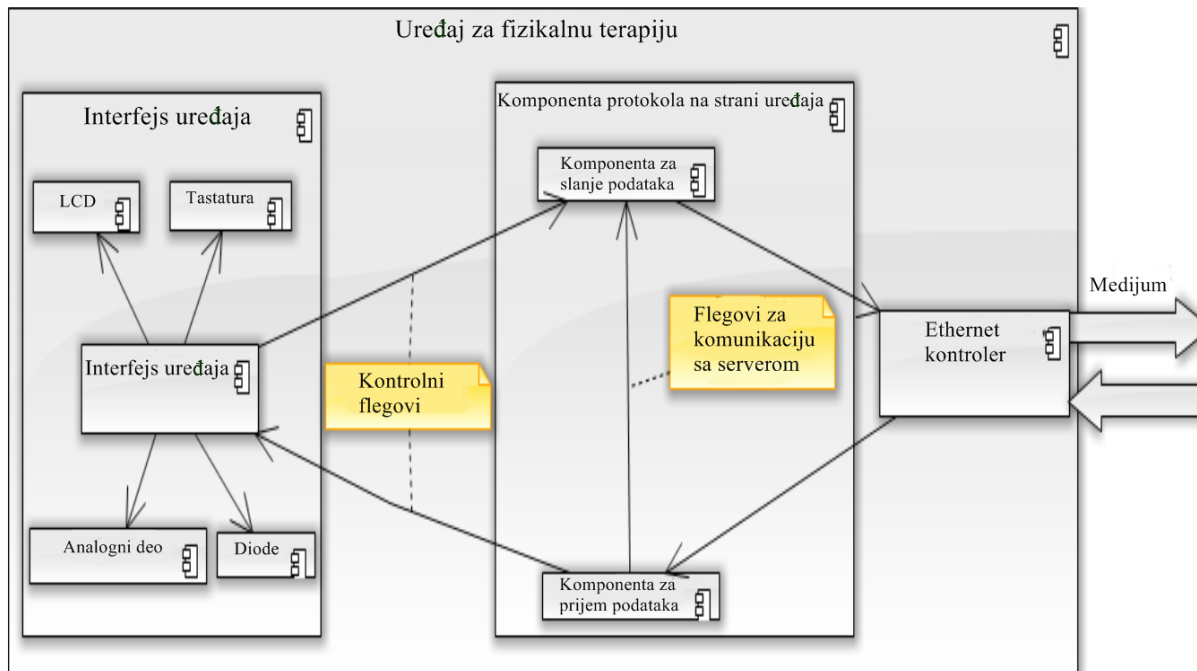 Uređaj za fizikalnu terapiju
Interfejs uređaja
LCD
Tastatura
Interfejs uređaja
Analogni deo
Diode
Kontrolni
flegovi
Komponenta protokola na strani uređaja
Komponenta za
slanje podataka
Flegovi za
komunikaciju
sa serverom
Komponenta za
prijem podataka
Ethernet
kontroler
Medijum